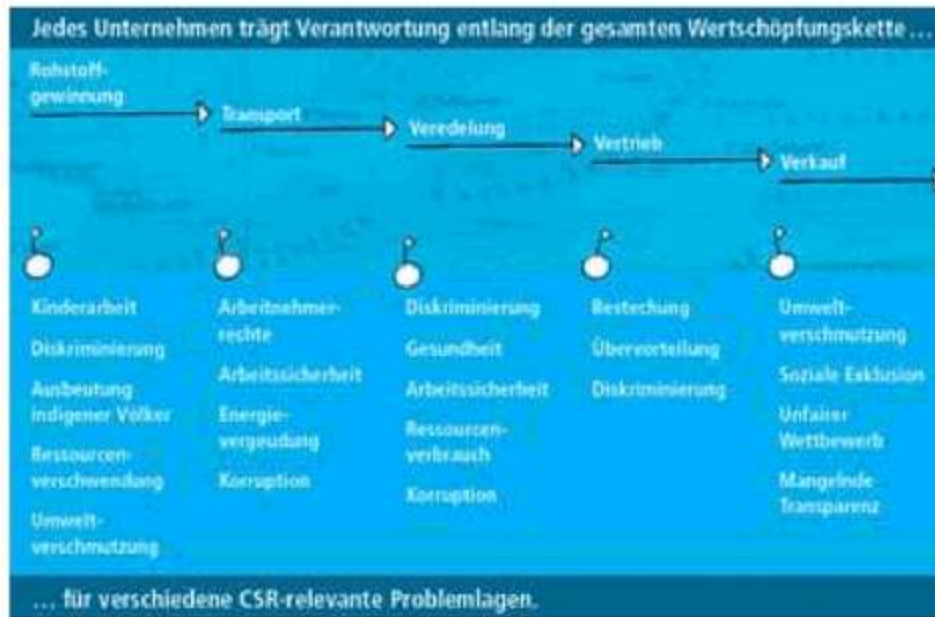 Jedes Unternehmen trägt Verantwortung entlang der gesamten Wertschöpfungskette ...
Rohstoff-
gewinnung
Transport
Veredelung
Vertrieb
Verkauf
Kinderarbeit
Diskriminierung
Ausbeutung
indigener Völker
Ressourcen-
verschwendung
Umwelt-
verschmutzung
Arbeitnehmer-
rechte
Arbeitssicherheit
Energie-
vergeudung
Korruption
Diskriminierung
Gesundheit
Arbeitssicherheit
Ressourcen-
verbrauch
Korruption
Bestechung
Übervorteilung
Diskriminierung
Umwelt-
verschmutzung
Soziale Exklusion
Unfairer
Wettbewerb
Mangelnde
Transparenz
... für verschiedene CSR-relevante Problemlagen.